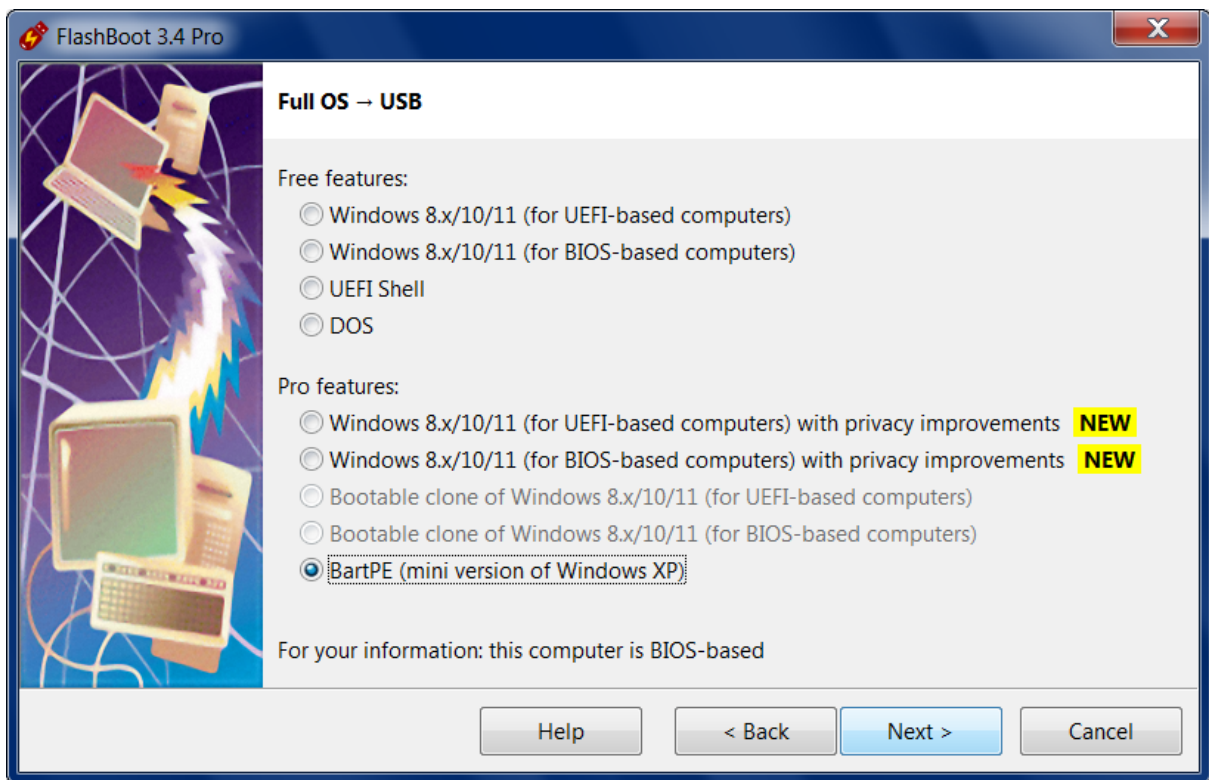 FlashBoot 3.4 Pro
X
Full OS → USB
Free features:
Windows 8.x/10/11 (for UEFI-based computers)
Windows 8.x/10/11 (for BIOS-based computers)
UEFI Shell
DOS
Pro features:
Windows 8.x/10/11 (for UEFI-based computers) with privacy improvements NEW
Windows 8.x/10/11 (for BIOS-based computers) with privacy improvements NEW
Bootable clone of Windows 8.x/10/11 (for UEFI-based computers)
Bootable clone of Windows 8.x/10/11 (for BIOS-based computers)
BartPE (mini version of Windows XP)
For your information: this computer is BIOS-based
Help < Back Next > Cancel